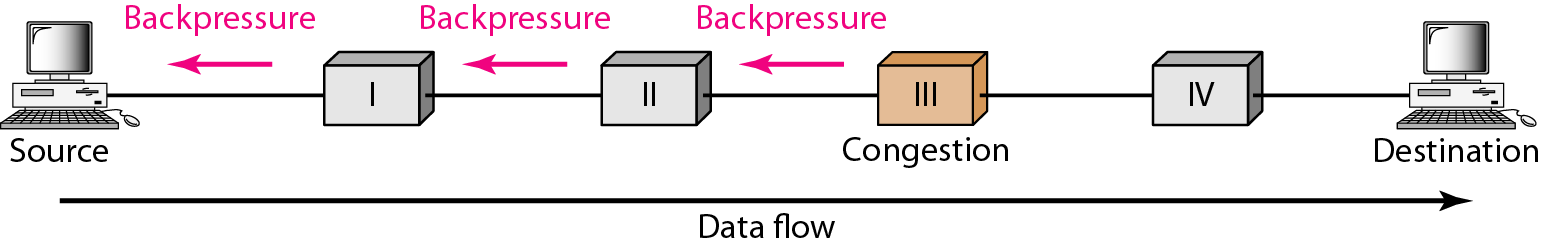 Backpressure Backpressure Backpressure
I II III IV
Source Congestion Destination
Data flow